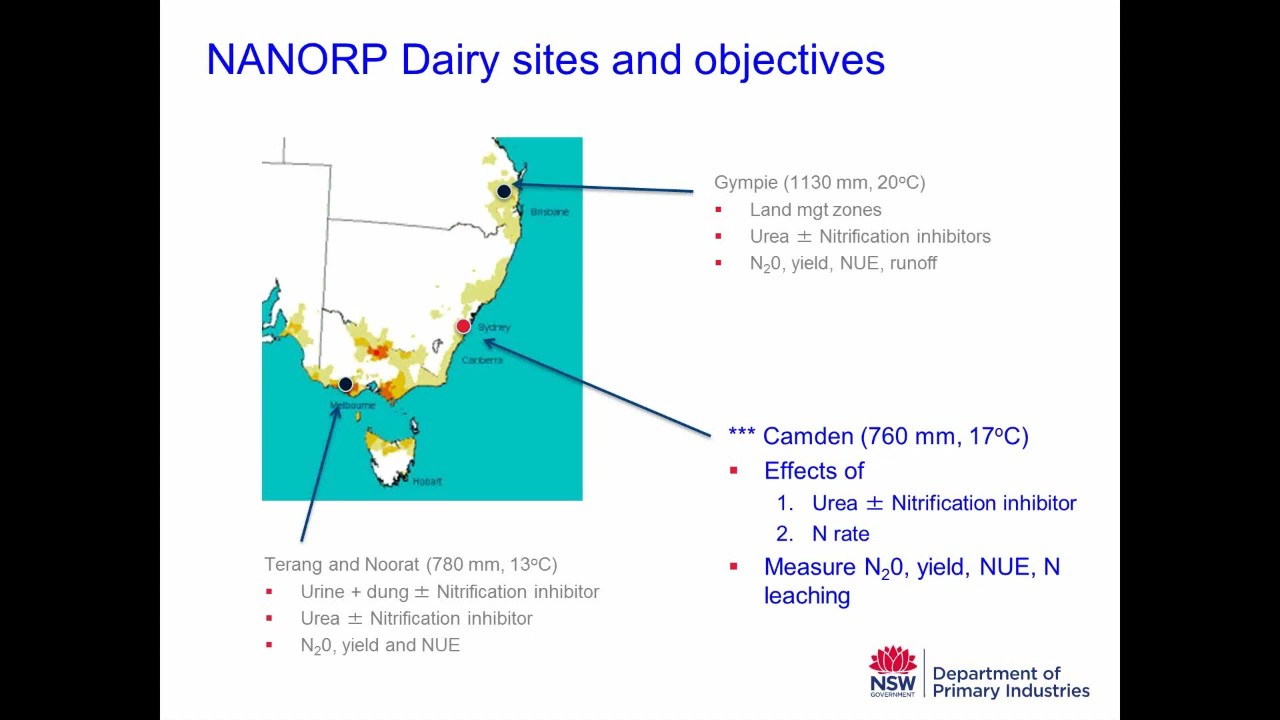 NANORP Dairy sites and objectives
Gympie (1130 mm, 20ºC)
▪ Land mgt zones
▪ Urea ± Nitrification inhibitors
▪ N₂0, yield, NUE, runoff
Brisbane
Sydney
Canberra
Melbourne
Hobart
*** Camden (760 mm, 17ºC)
▪ Effects of
1. Urea ± Nitrification inhibitor
2. N rate
▪ Measure N₂0, yield, NUE, N
leaching
Terang and Noorat (780 mm, 13ºC)
▪ Urine + dung ± Nitrification inhibitor
▪ Urea ± Nitrification inhibitor
▪ N₂0, yield and NUE
NSW
GOVERNMENT
Department of
Primary Industries